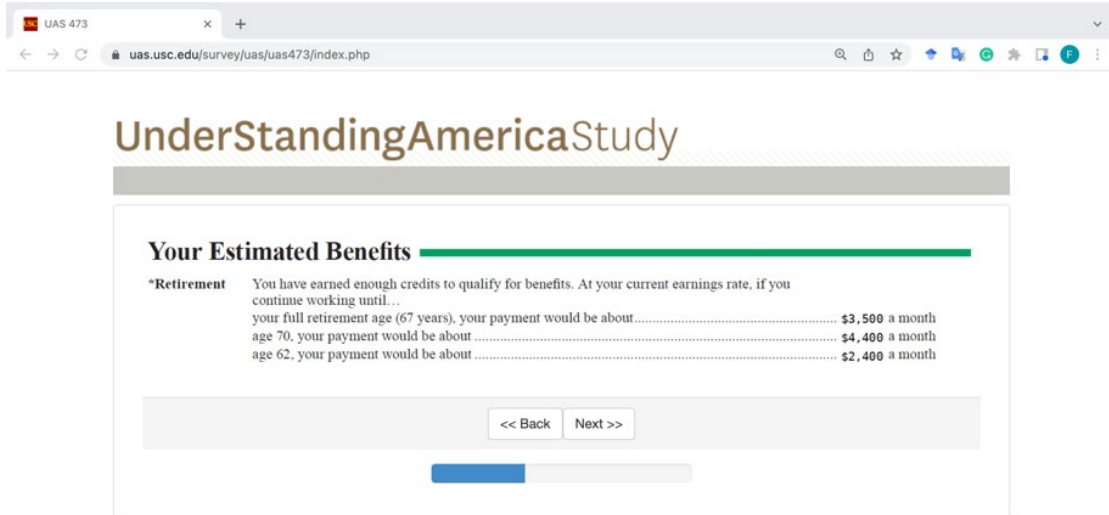 USC UAS 473
uas.usc.edu/survey/uas/uas473/index.php
F
UnderStandingAmericaStudy
Your Estimated Benefits
*Retirement You have earned enough credits to qualify for benefits. At your current earnings rate, if you
continue working until…
your full retirement age (67 years), your payment would be about.......... $3,500 a month
age 70, your payment would be about .......... $4,400 a month
age 62, your payment would be about .......... $2,400 a month
<< Back Next >>